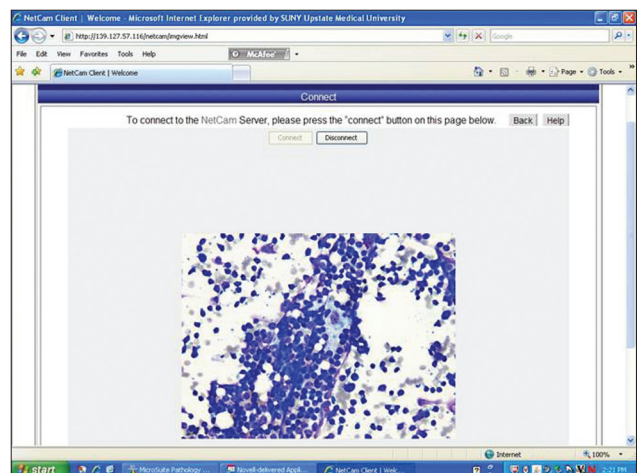 NetCam Client | Welcome - Microsoft Internet Explorer provided by SUNY Upstate Medical University
http://139.127.57.116/netcam/imgview.html
Google
File Edit View Favorites Tools Help McAfee
NetCam Client | Welcome
Page Tools
Connect
To connect to the NetCam Server, please press the "connect" button on this page below. Back Help
Connect Disconnect
Internet 100%
start MicroSuite Pathology ... Novell-delivered Appli... NetCam Client | Welc... 2:21 PM